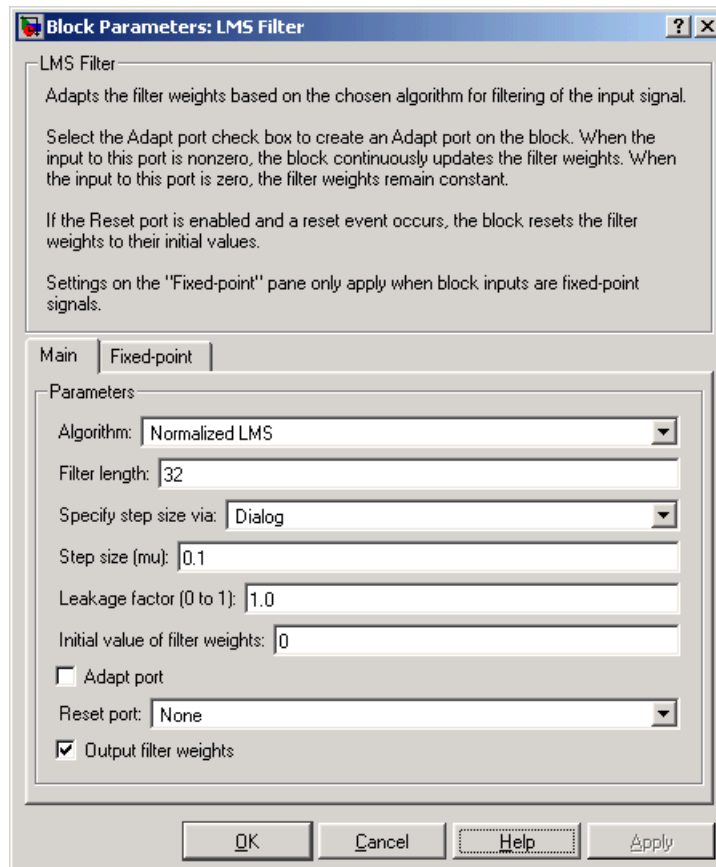 Block Parameters: LMS Filter
LMS Filter
Adapts the filter weights based on the chosen algorithm for filtering of the input signal.
Select the Adapt port check box to create an Adapt port on the block. When the
input to this port is nonzero, the block continuously updates the filter weights. When
the input to this port is zero, the filter weights remain constant.
If the Reset port is enabled and a reset event occurs, the block resets the filter
weights to their initial values.
Settings on the "Fixed-point" pane only apply when block inputs are fixed-point
signals.
Main Fixed-point
Parameters
Algorithm: Normalized LMS
Filter length: 32
Specify step size via: Dialog
Step size (mu): 0.1
Leakage factor (0 to 1): 1.0
Initial value of filter weights: 0
Adapt port
Reset port: None
Output filter weights
OK Cancel Help Apply